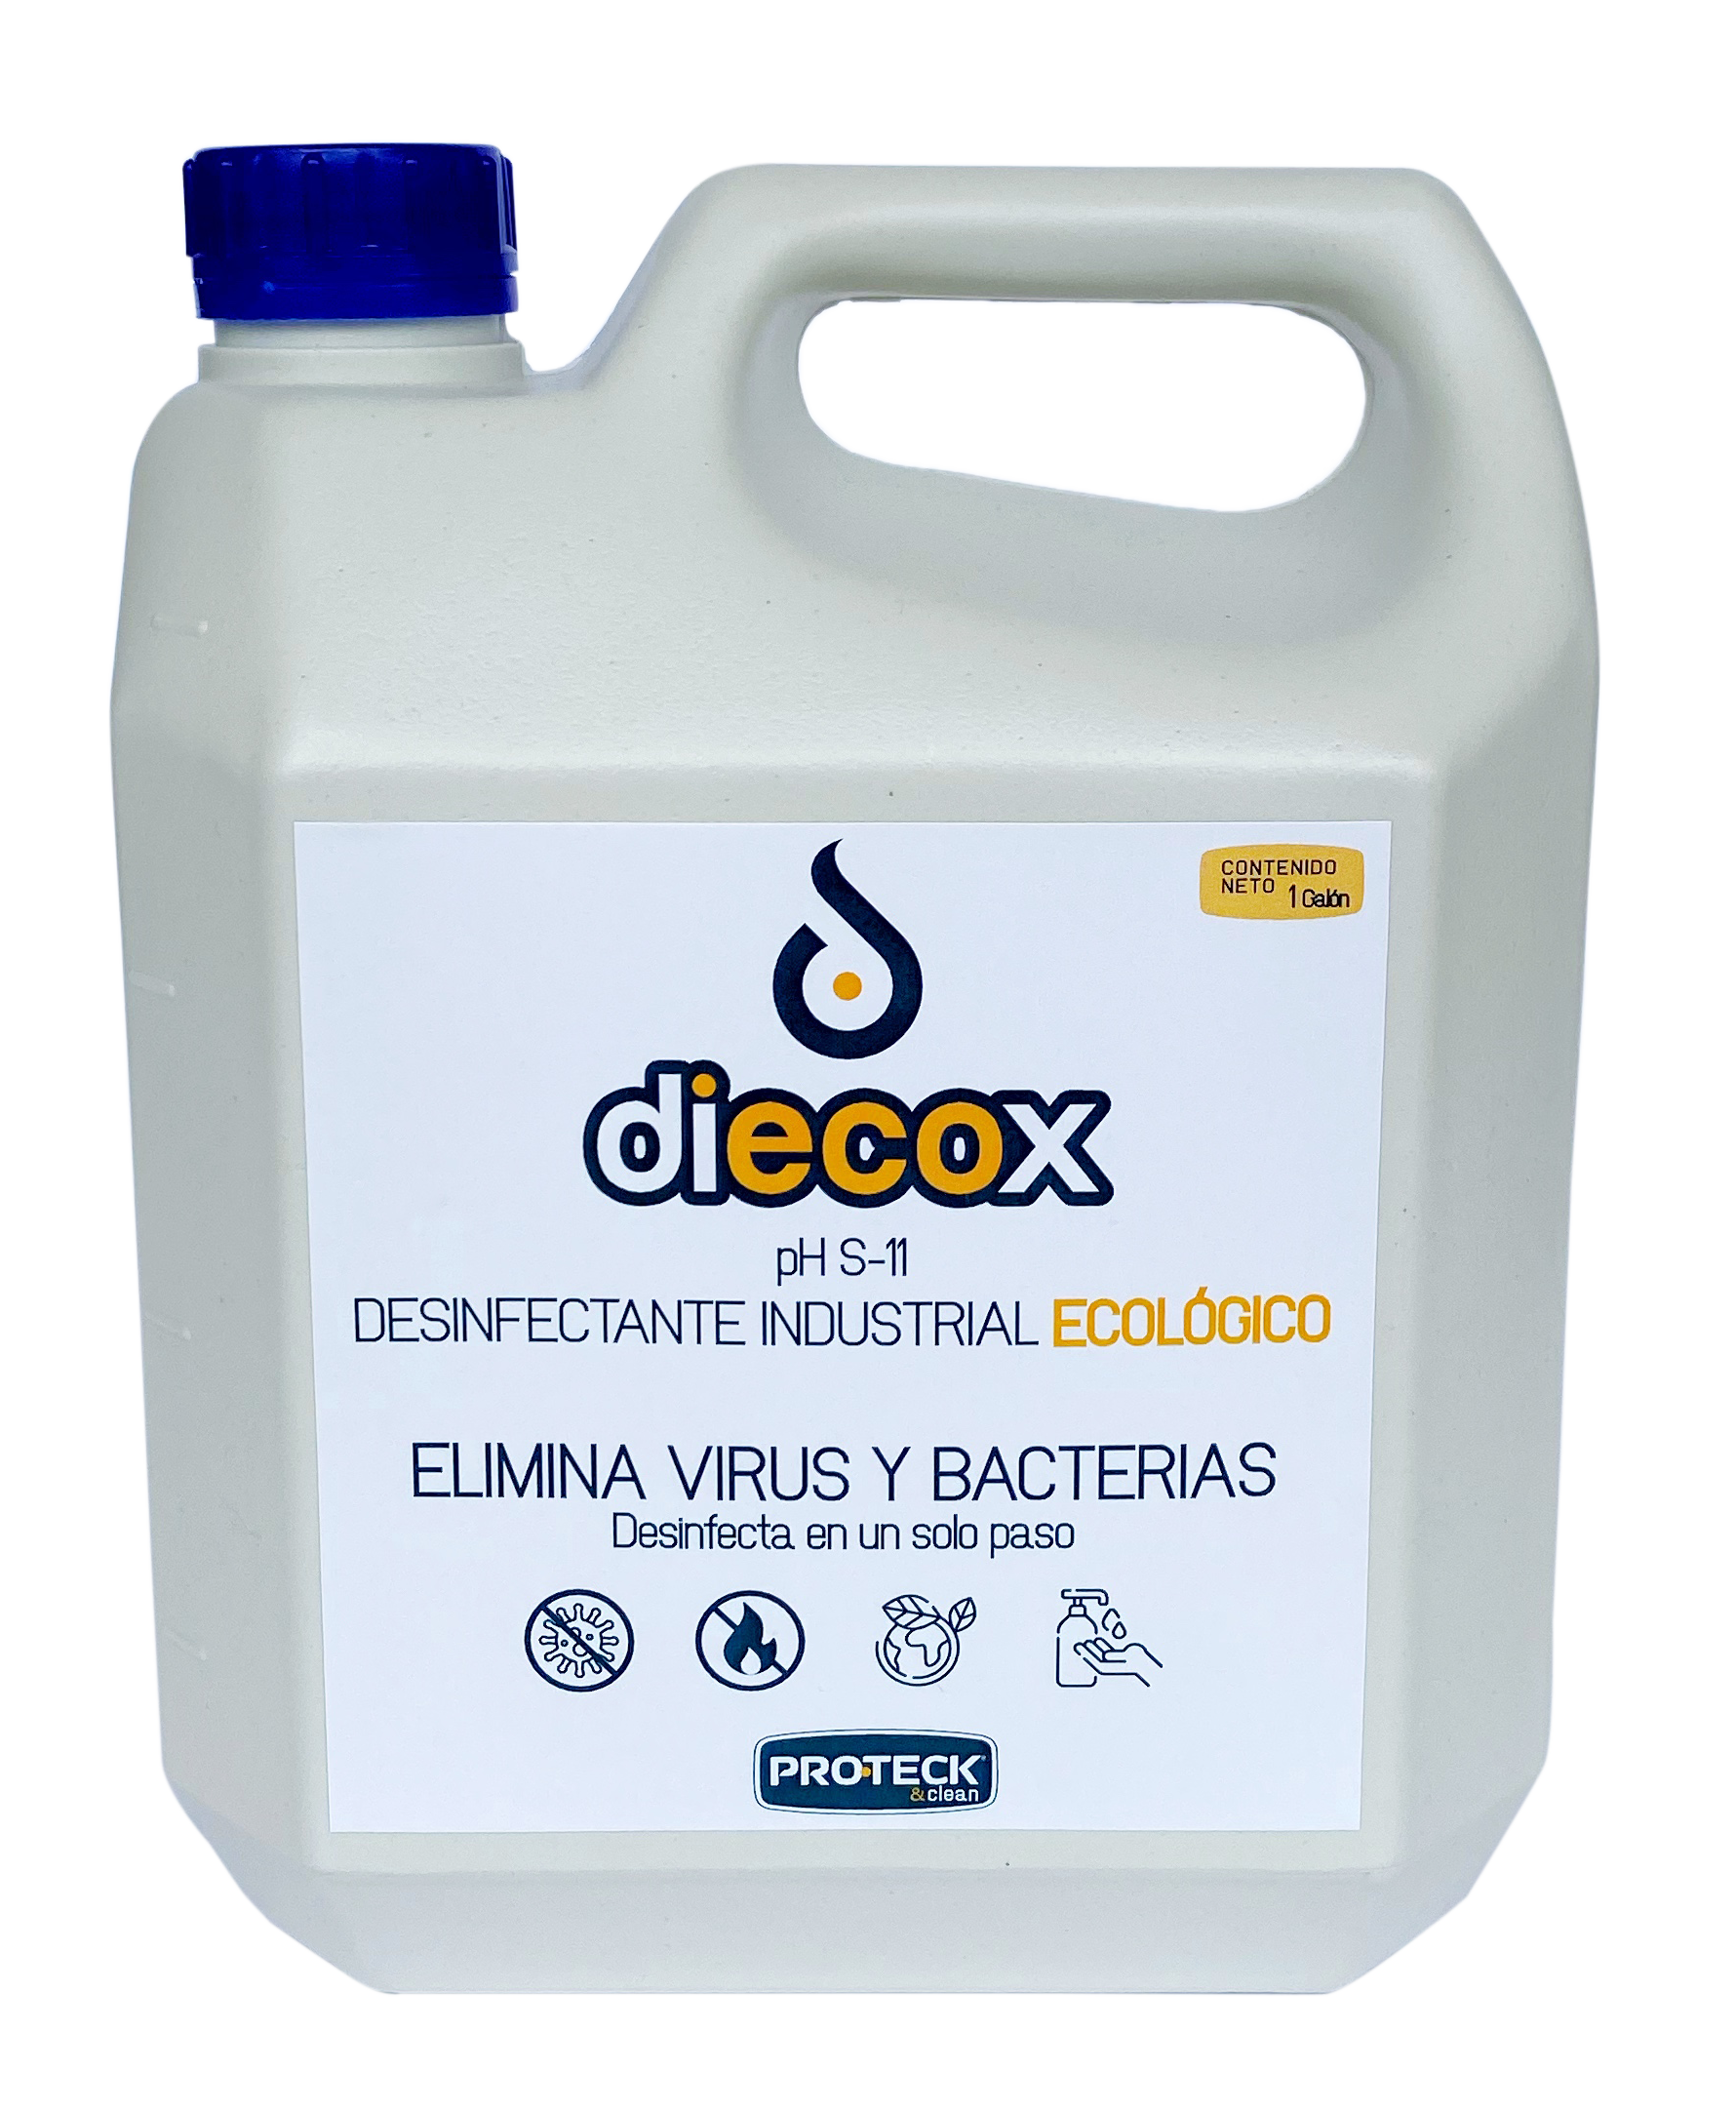 CONTENIDO
NETO 1 Galón
diecox
pH S-11
DESINFECTANTE INDUSTRIAL ECOLÓGICO
ELIMINA VIRUS Y BACTERIAS
Desinfecta en un solo paso
PROTECK®
&clean